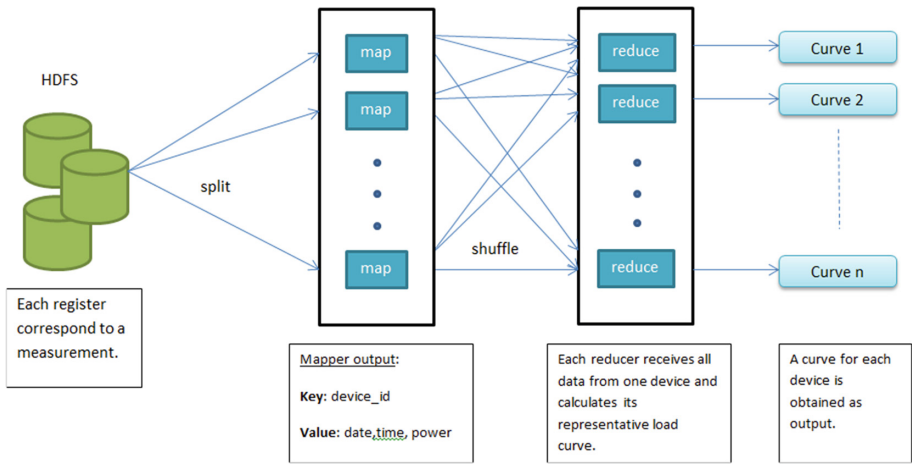 HDFS
split
map
map
map
shuffle
reduce
reduce
reduce
Curve 1
Curve 2
Curve n
Each register
correspond to a
measurement.
Mapper output:
Key: device_id
Value: date,time, power
Each reducer receives all
data from one device and
calculates its
representative load
curve.
A curve for each
device is
obtained as
output.